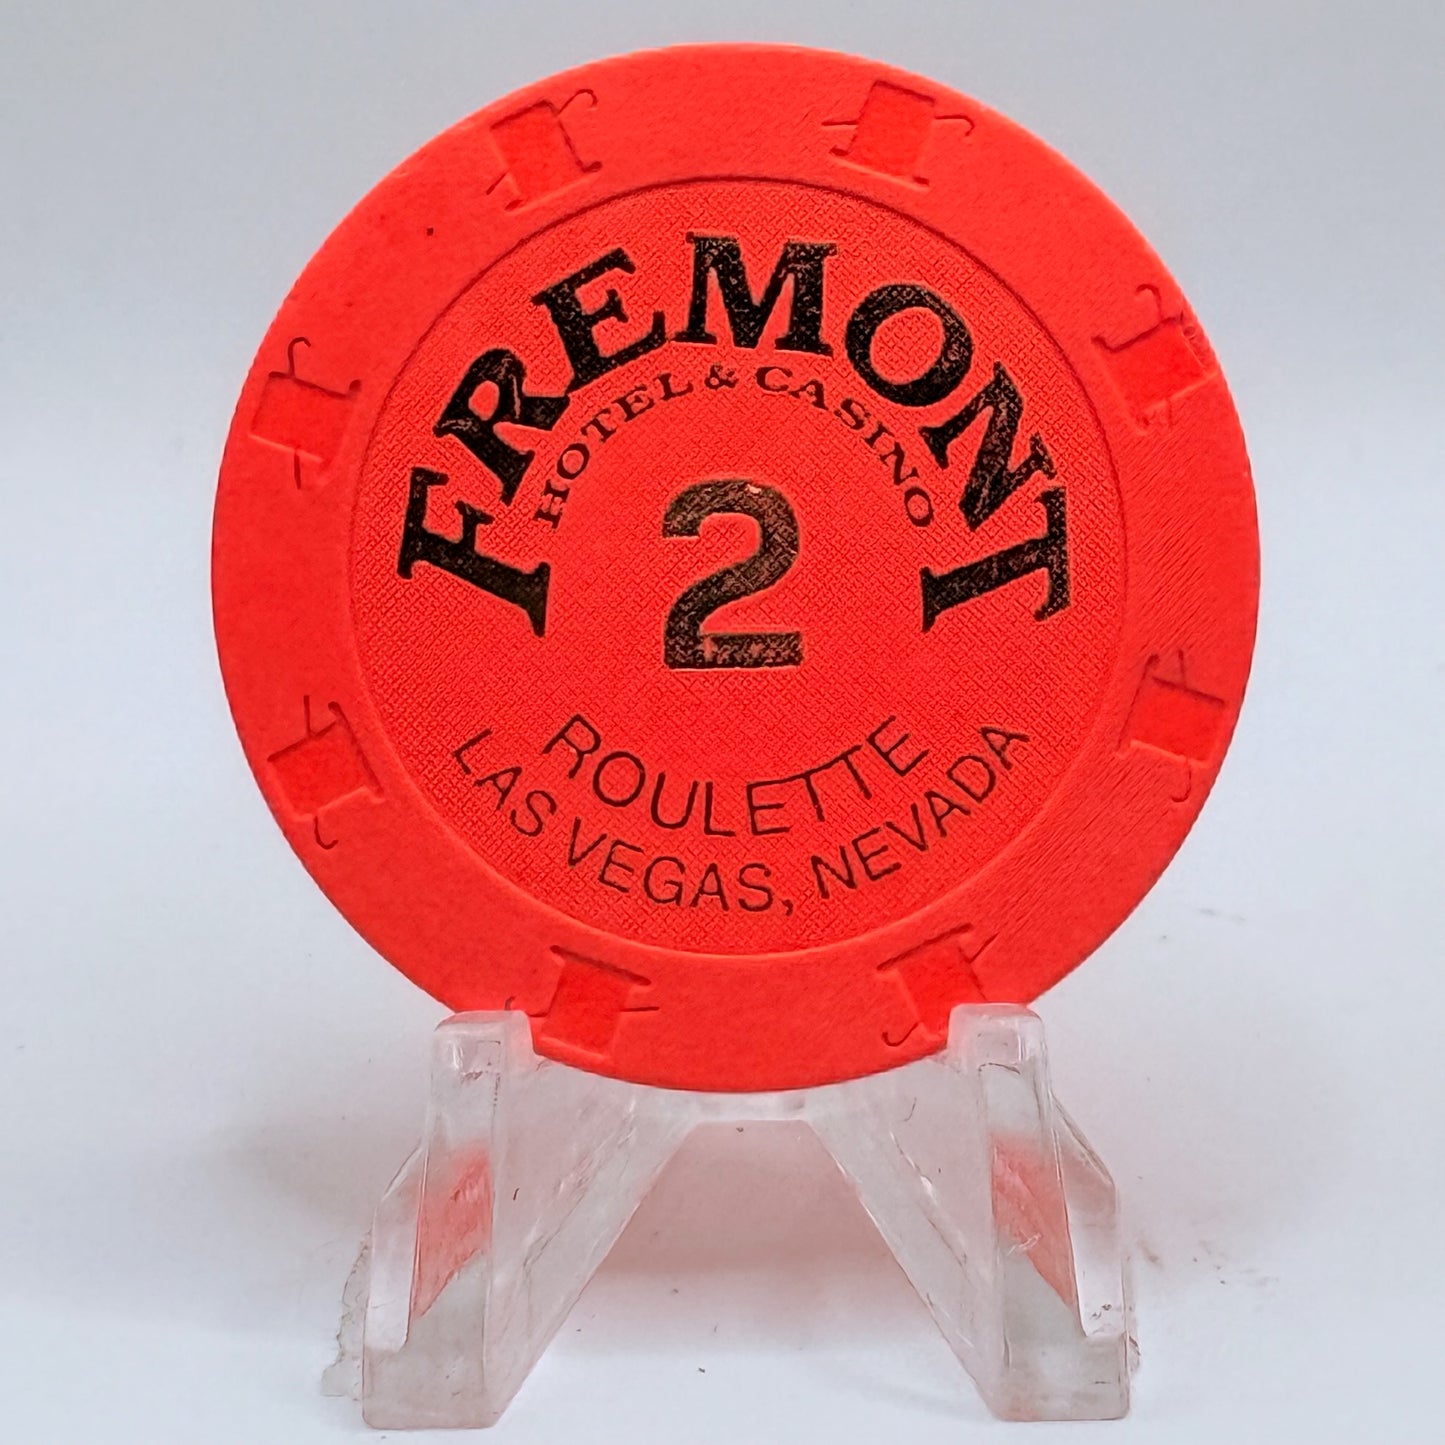 FREMONT
HOTEL & CASINO
2
ROULETTE
LAS VEGAS, NEVADA